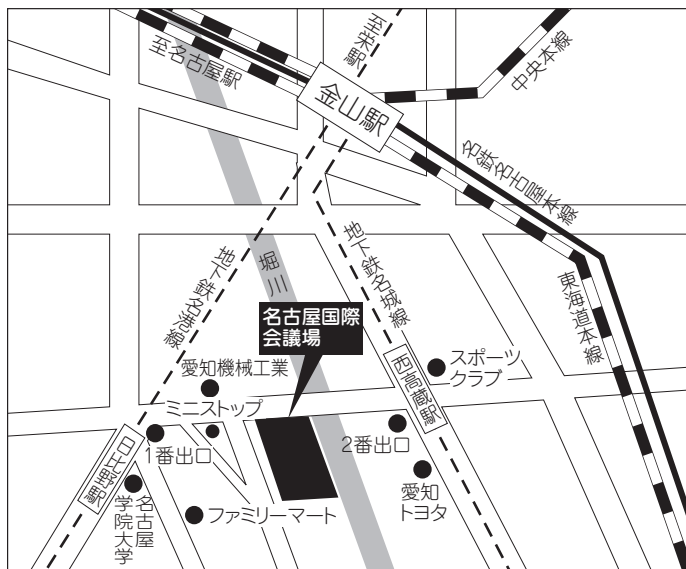 至栄駅
至名古屋駅
中央本線
金山駅
名鉄名古屋本線
地下鉄名港線
堀川
地下鉄名城線
東海道本線
名古屋国際
会議場
愛知機械工業
ミニストップ
スポーツ
クラブ
西高蔵駅
1番出口
2番出口
日比野駅
名古屋
学院大学
ファミリーマート
愛知
トヨタ